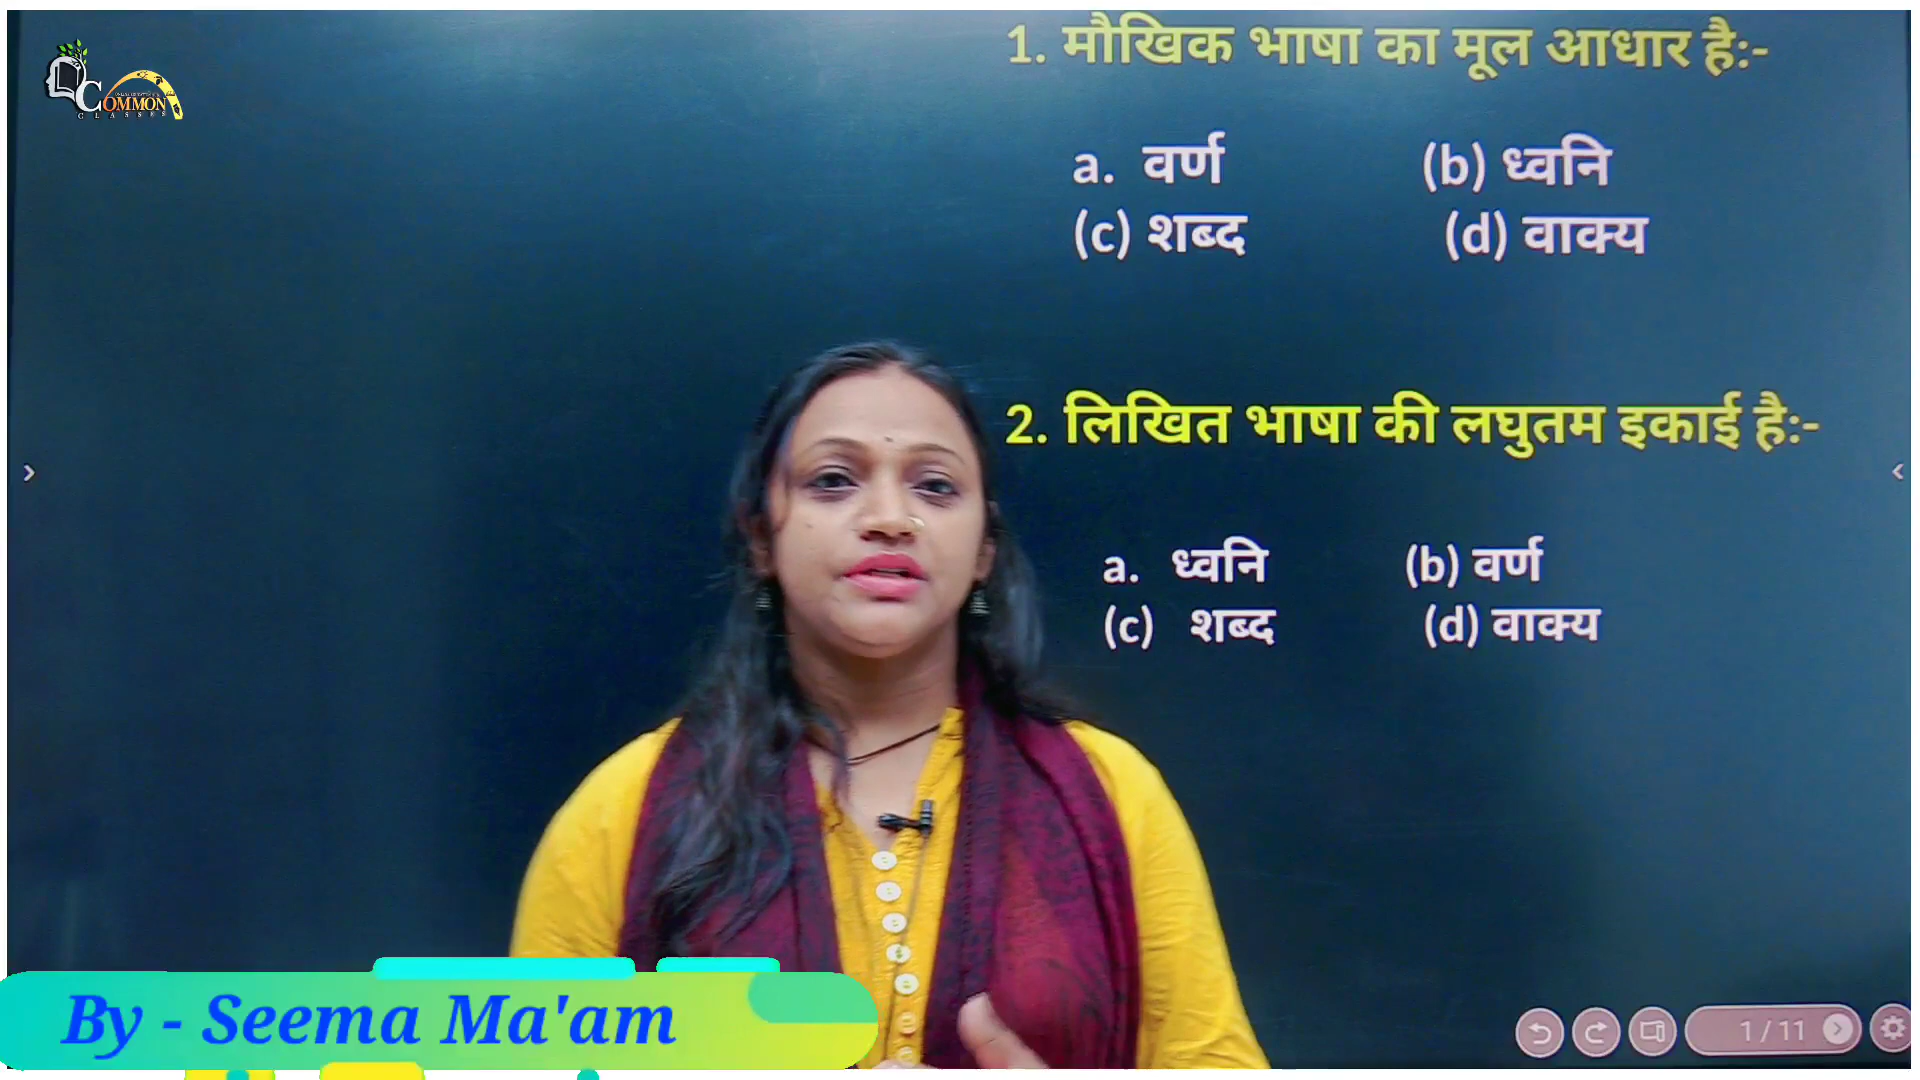 COMMON
CLASSES
1. मौखिक भाषा का मूल आधार है:-
a. वर्ण (b) ध्वनि
(c) शब्द (d) वाक्य
2. लिखित भाषा की लघुतम इकाई है:-
a. ध्वनि (b) वर्ण
(c) शब्द (d) वाक्य
By - Seema Ma'am
1 / 11